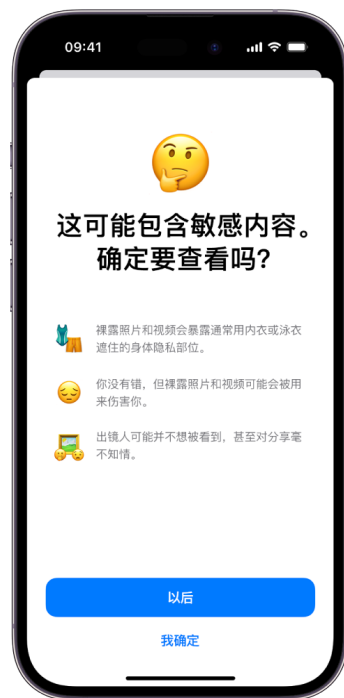 09:41
这可能包含敏感内容。
确定要查看吗?
裸露照片和视频会暴露通常用内衣或泳衣
遮住的身体隐私部位。
你没有错，但裸露照片和视频可能会被用
来伤害你。
出镜人可能并不想被看到，甚至对分享毫
不知情。
以后
我确定